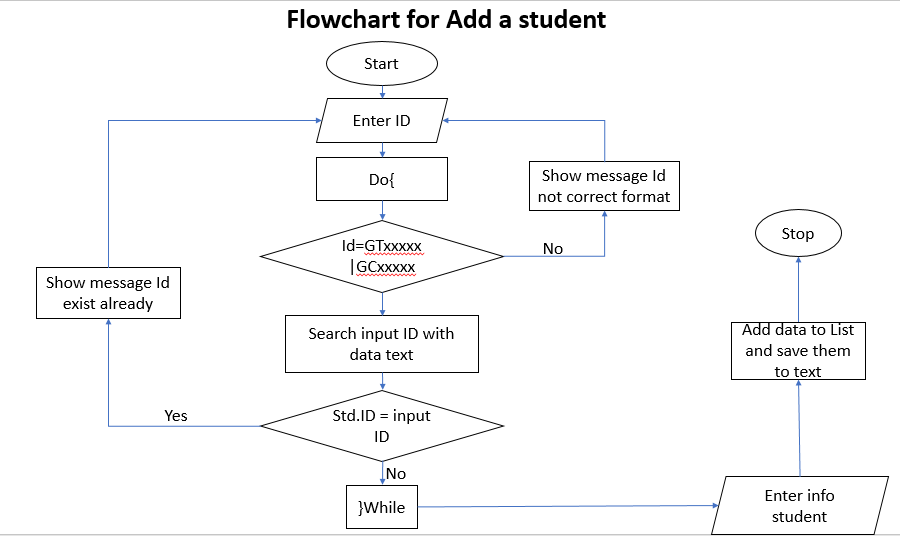 Flowchart for Add a student
Start
Enter ID
Do{
Show message Id
not correct format
Id=GTxxxxx
|GCxxxxx
No
Stop
Show message Id
exist already
Search input ID with
data text
Add data to List
and save them
to text
Std.ID = input
ID
Yes
No
}While
Enter info
student